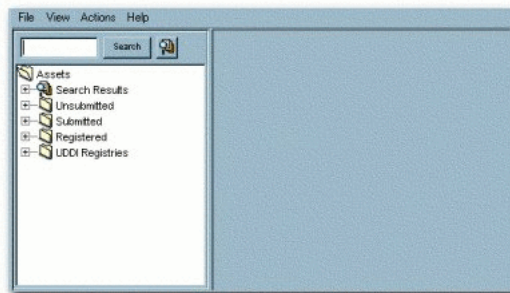 File View Actions Help
Search
Assets
Search Results
Unsubmitted
Submitted
Registered
UDDI Registries